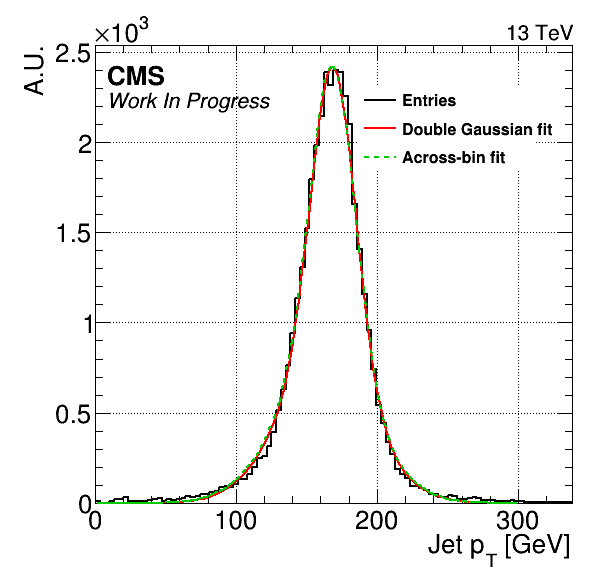 ×10³ 13 TeV
A.U.
CMS
Work In Progress
Entries
Double Gaussian fit
Across-bin fit
2.5
2
1.5
1
0.5
0
0 100 200 300
Jet p_T [GeV]